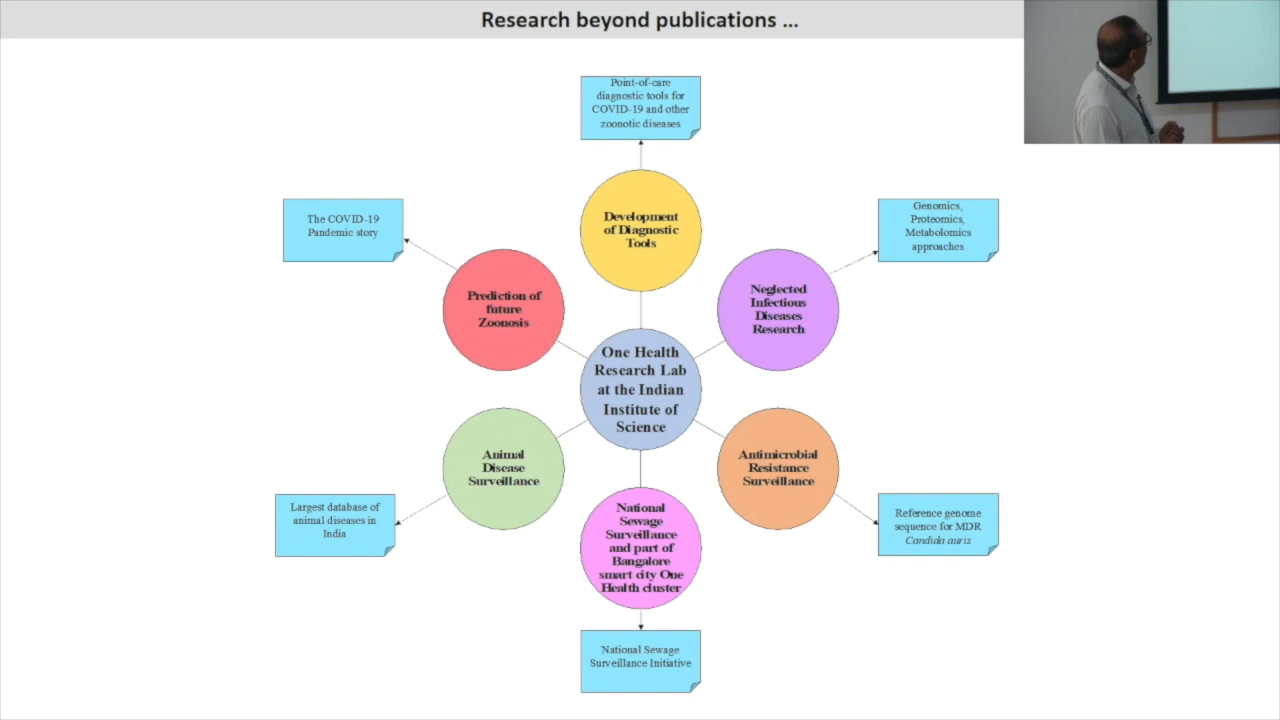 Research beyond publications ...
Point-of-care
diagnostic tools for
COVID-19 and other
zoonotic diseases
Development
of Diagnostic
Tools
The COVID-19
Pandemic story
Genomics,
Proteomics,
Metabolomics
approaches
Prediction of
future
Zoonosis
Neglected
Infectious
Diseases
Research
One Health
Research Lab
at the Indian
Institute of
Science
Animal
Disease
Surveillance
Antimicrobial
Resistance
Surveillance
Largest database of
animal diseases in
India
National
Sewage
Surveillance
and part of
Bangalore
smart city One
Health cluster
Reference genome
sequence for MDR
Candida auris
National Sewage
Surveillance Initiative